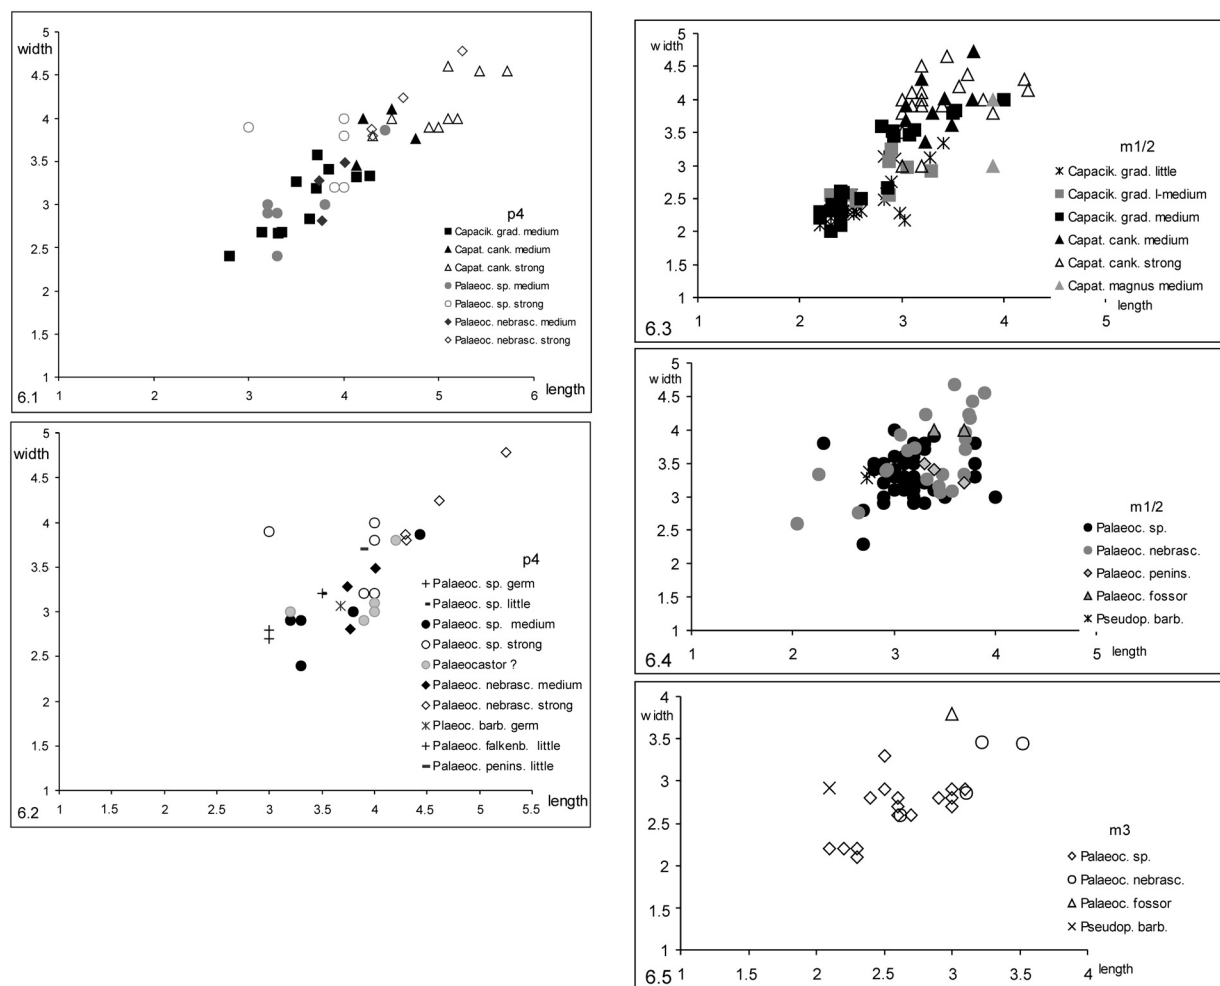 5
width
4.5
4
3.5
3
2.5
2
1.5
1
1
2
3
4
5
6
length
p4
Capacik. grad. medium
Capat. cank. medium
Capat. cank. strong
Palaeoc. sp. medium
Palaeoc. sp. strong
Palaeoc. nebrasc. medium
Palaeoc. nebrasc. strong
6.1
5
width
4.5
4
3.5
3
2.5
2
1.5
1
1
1.5
2
2.5
3
3.5
4
4.5
5
5.5
length
p4
Palaeoc. sp. germ
Palaeoc. sp. little
Palaeoc. sp. medium
Palaeoc. sp. strong
Palaeocastor ?
Palaeoc. nebrasc. medium
Palaeoc. nebrasc. strong
Plaeoc. barb. germ
Palaeoc. falkenb. little
Palaeoc. penins. little
6.2
5
width
4.5
4
3.5
3
2.5
2
1.5
1
1
2
3
4
5
length
m1/2
Capacik. grad. little
Capacik. grad. l-medium
Capacik. grad. medium
Capat. cank. medium
Capat. cank. strong
Capat. magnus medium
6.3
5
width
4.5
4
3.5
3
2.5
2
1.5
1
1
2
3
4
5
length
m1/2
Palaeoc. sp.
Palaeoc. nebrasc.
Palaeoc. penins.
Palaeoc. fossor
Pseudop. barb.
6.4
4
width
3.5
3
2.5
2
1.5
1
1
1.5
2
2.5
3
3.5
4
length
m3
Palaeoc. sp.
Palaeoc. nebrasc.
Palaeoc. fossor
Pseudop. barb.
6.5